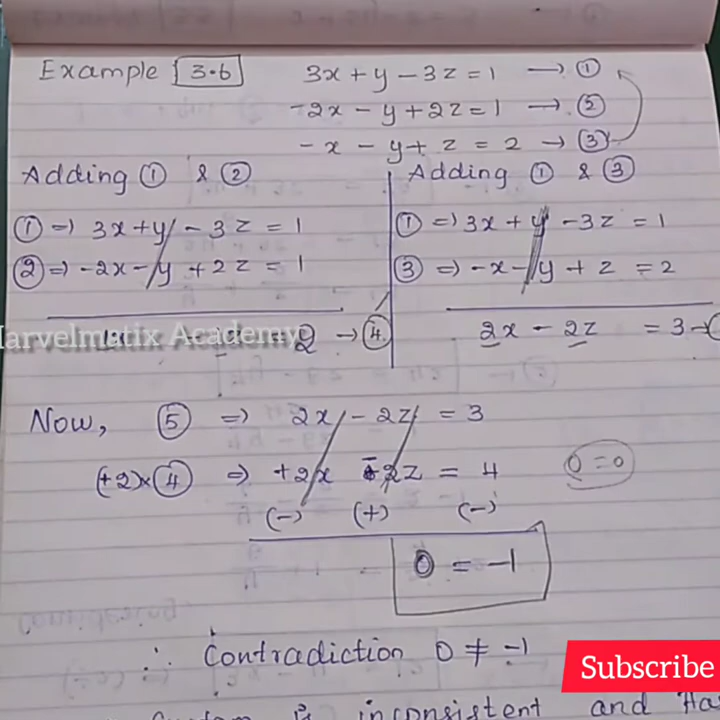 Example 3.6 3x + y - 3z = 1 → ①
-2x - y + 2z = 1 → ②
- x - y + z = 2 → ③
Adding ① & ②
Adding ① & ③
① ⇒ 3x + y - 3z = 1
② ⇒ -2x - y + 2z = 1
= 2 → ④
① ⇒ 3x + y - 3z = 1
③ ⇒ -x - y + z = 2
2x - 2z = 3
Marvelmatix Academy
Now, ⑤ ⇒ 2x - 2z = 3
(+2)×④ ⇒ +2x - 2z = 4
0 = 0
(-) (+) (-)
0 = -1
∴ Contradiction 0 ≠ -1
Subscribe
is inconsistent and